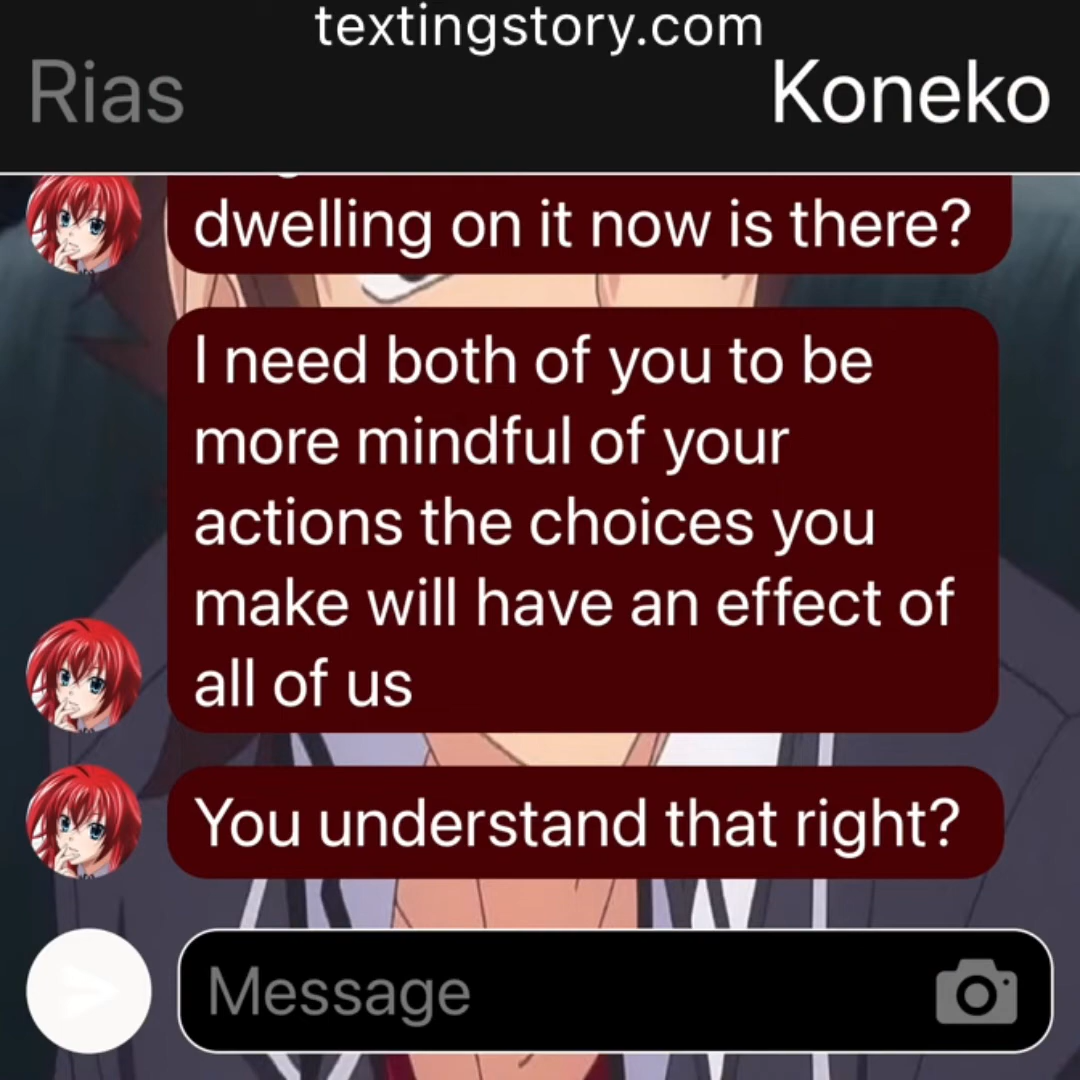 textingstory.com
Rias
Koneko
dwelling on it now is there?
I need both of you to be
more mindful of your
actions the choices you
make will have an effect of
all of us
You understand that right?
Message